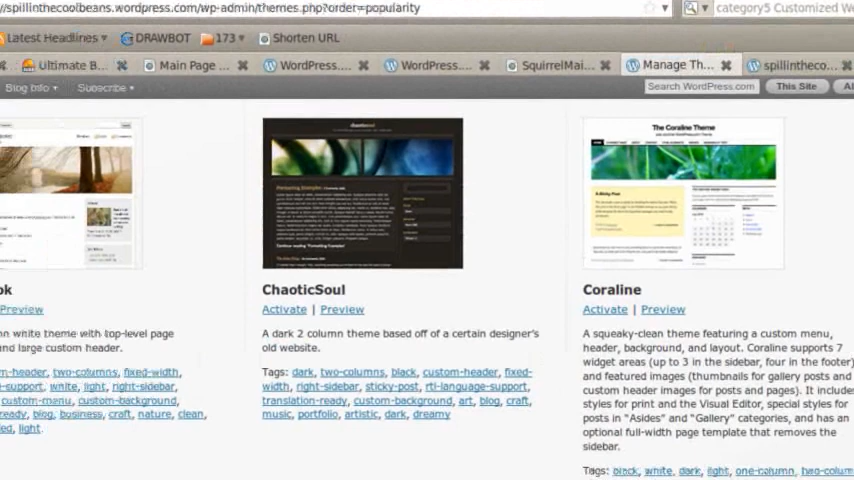 /spillinthecoolbeans.wordpress.com/wp-admin/themes.php?order=popularity
category5 Customized We
Latest Headlines
DRAWBOT
173
Shorten URL
Ultimate B...
Main Page ...
WordPress....
WordPress....
SquirrelMai...
Manage Th...
spillintheco...
Blog Info
Subscribe
Search WordPress.com
This Site
Al
chaoticsoul
The Coraline Theme
ok
ChaoticSoul
Coraline
Preview
Activate | Preview
Activate | Preview
n white theme with top-level page
and large custom header.
m-header, two-columns, fixed-width,
e-support, white, light, right-sidebar,
custom-menu, custom-background,
ready, blog, business, craft, nature, clean,
ed, light.
A dark 2 column theme based off of a certain designer's
old website.
Tags: dark, two-columns, black, custom-header, fixed-
width, right-sidebar, sticky-post, rtl-language-support,
translation-ready, custom-background, art, blog, craft,
music, portfolio, artistic, dark, dreamy
A squeaky-clean theme featuring a custom menu,
header, background, and layout. Coraline supports 7
widget areas (up to 3 in the sidebar, four in the footer)
and featured images (thumbnails for gallery posts and
custom header images for posts and pages). It includes
styles for print and the Visual Editor, special styles for
posts in "Asides" and "Gallery" categories, and has an
optional full-width page template that removes the
sidebar.
Tags: black, white, dark, light, one-column, two-colum